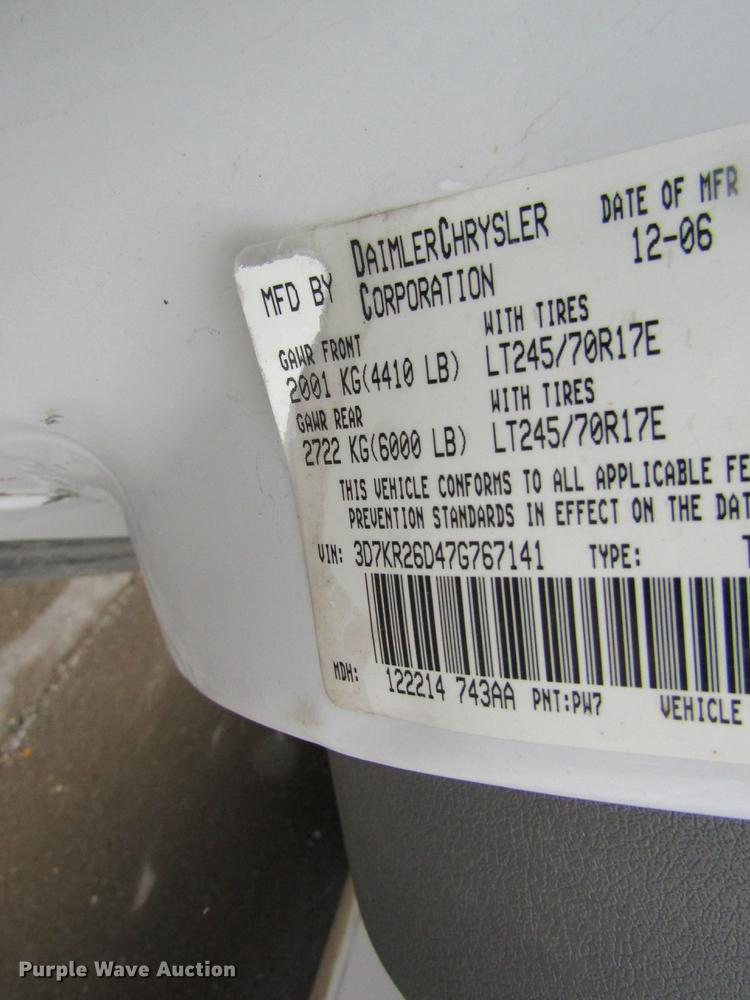 MFD BY DAIMLERCHRYSLER CORPORATION
DATE OF MFR
12-06
GAWR FRONT WITH TIRES
2001 KG(4410 LB) LT245/70R17E
GAWR REAR WITH TIRES
2722 KG(6000 LB) LT245/70R17E
THIS VEHICLE CONFORMS TO ALL APPLICABLE FE
PREVENTION STANDARDS IN EFFECT ON THE DAT
VIN: 3D7KR26D47G767141 TYPE: T
MDH: 122214 743AA PNT:PW7 VEHICLE
Purple Wave Auction